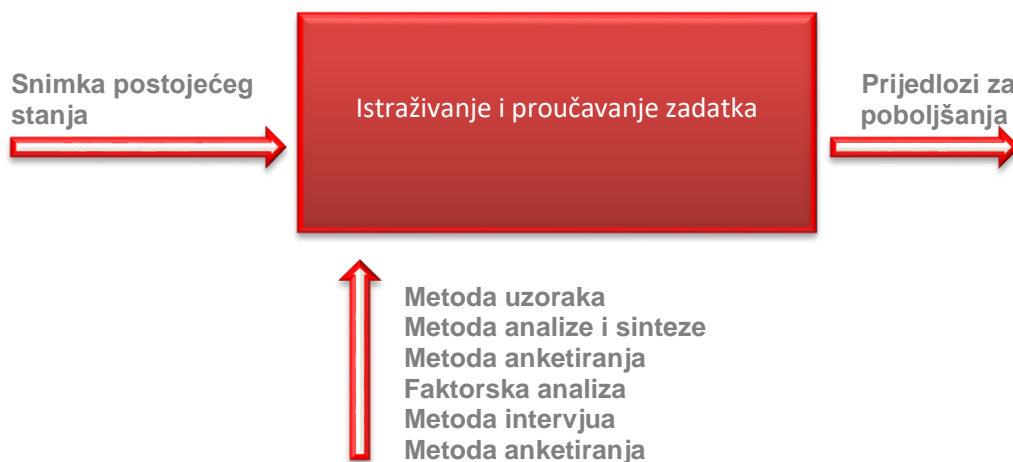 Snimka postojećeg
stanja
Istraživanje i proučavanje zadatka
Prijedlozi za
poboljšanja
Metoda uzoraka
Metoda analize i sinteze
Metoda anketiranja
Faktorska analiza
Metoda intervjua
Metoda anketiranja